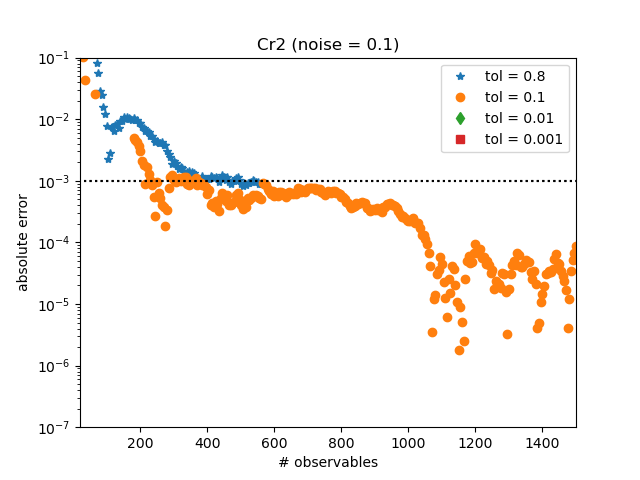 Cr2 (noise = 0.1)
tol = 0.8
tol = 0.1
tol = 0.01
tol = 0.001
absolute error
10⁻¹
10⁻²
10⁻³
10⁻⁴
10⁻⁵
10⁻⁶
10⁻⁷
200 400 600 800 1000 1200 1400
# observables